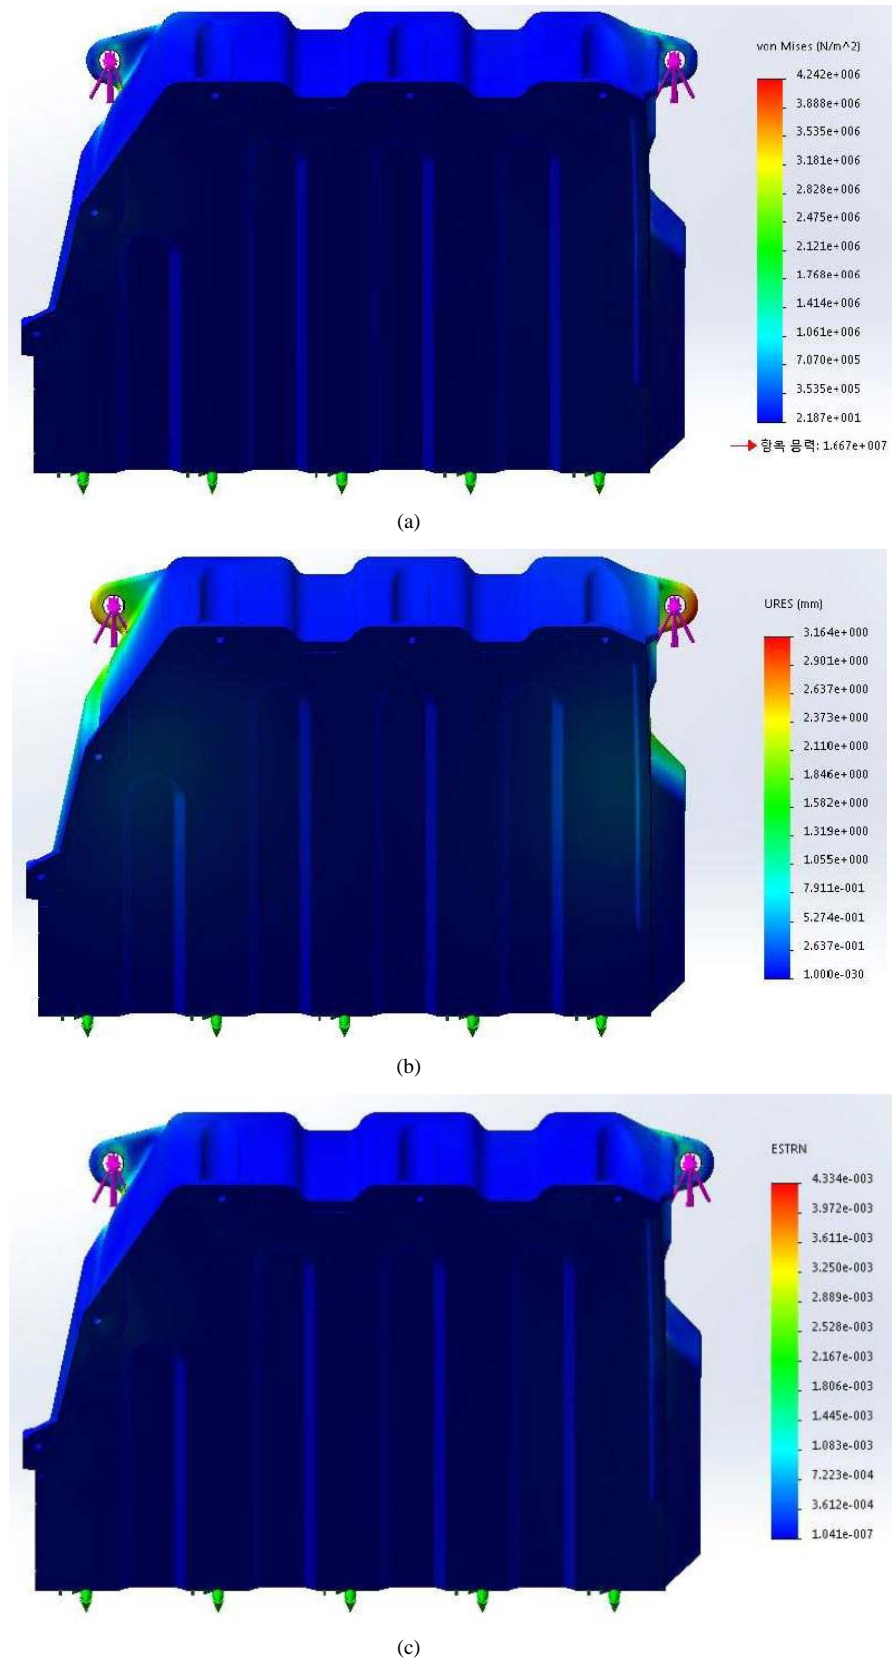 von Mises (N/m^2)
4.242e+006
3.888e+006
3.535e+006
3.181e+006
2.828e+006
2.475e+006
2.121e+006
1.768e+006
1.414e+006
1.061e+006
7.070e+005
3.535e+005
2.187e+001
항복 응력: 1.667e+007
(a)
URES (mm)
3.164e+000
2.901e+000
2.637e+000
2.373e+000
2.110e+000
1.846e+000
1.582e+000
1.319e+000
1.055e+000
7.911e-001
5.274e-001
2.637e-001
1.000e-030
(b)
ESTRN
4.334e-003
3.972e-003
3.611e-003
3.250e-003
2.889e-003
2.528e-003
2.167e-003
1.806e-003
1.445e-003
1.083e-003
7.223e-004
3.612e-004
1.041e-007
(c)